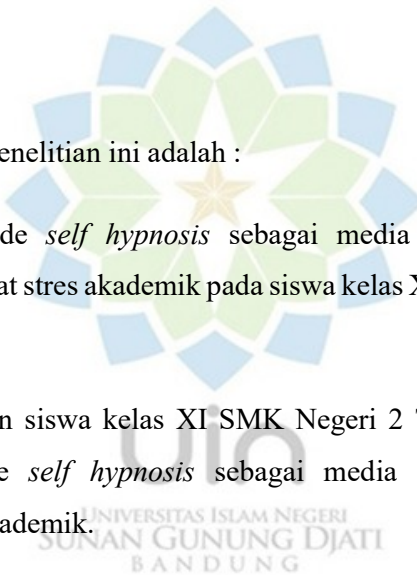 enelitian ini adalah :
de self hypnosis sebagai media
at stres akademik pada siswa kelas X
n siswa kelas XI SMK Negeri 2
e self hypnosis sebagai media
uin
ademik.
UNIVERSITAS ISLAM NEGERI
SUNAN GUNUNG DJATI
BANDUNG